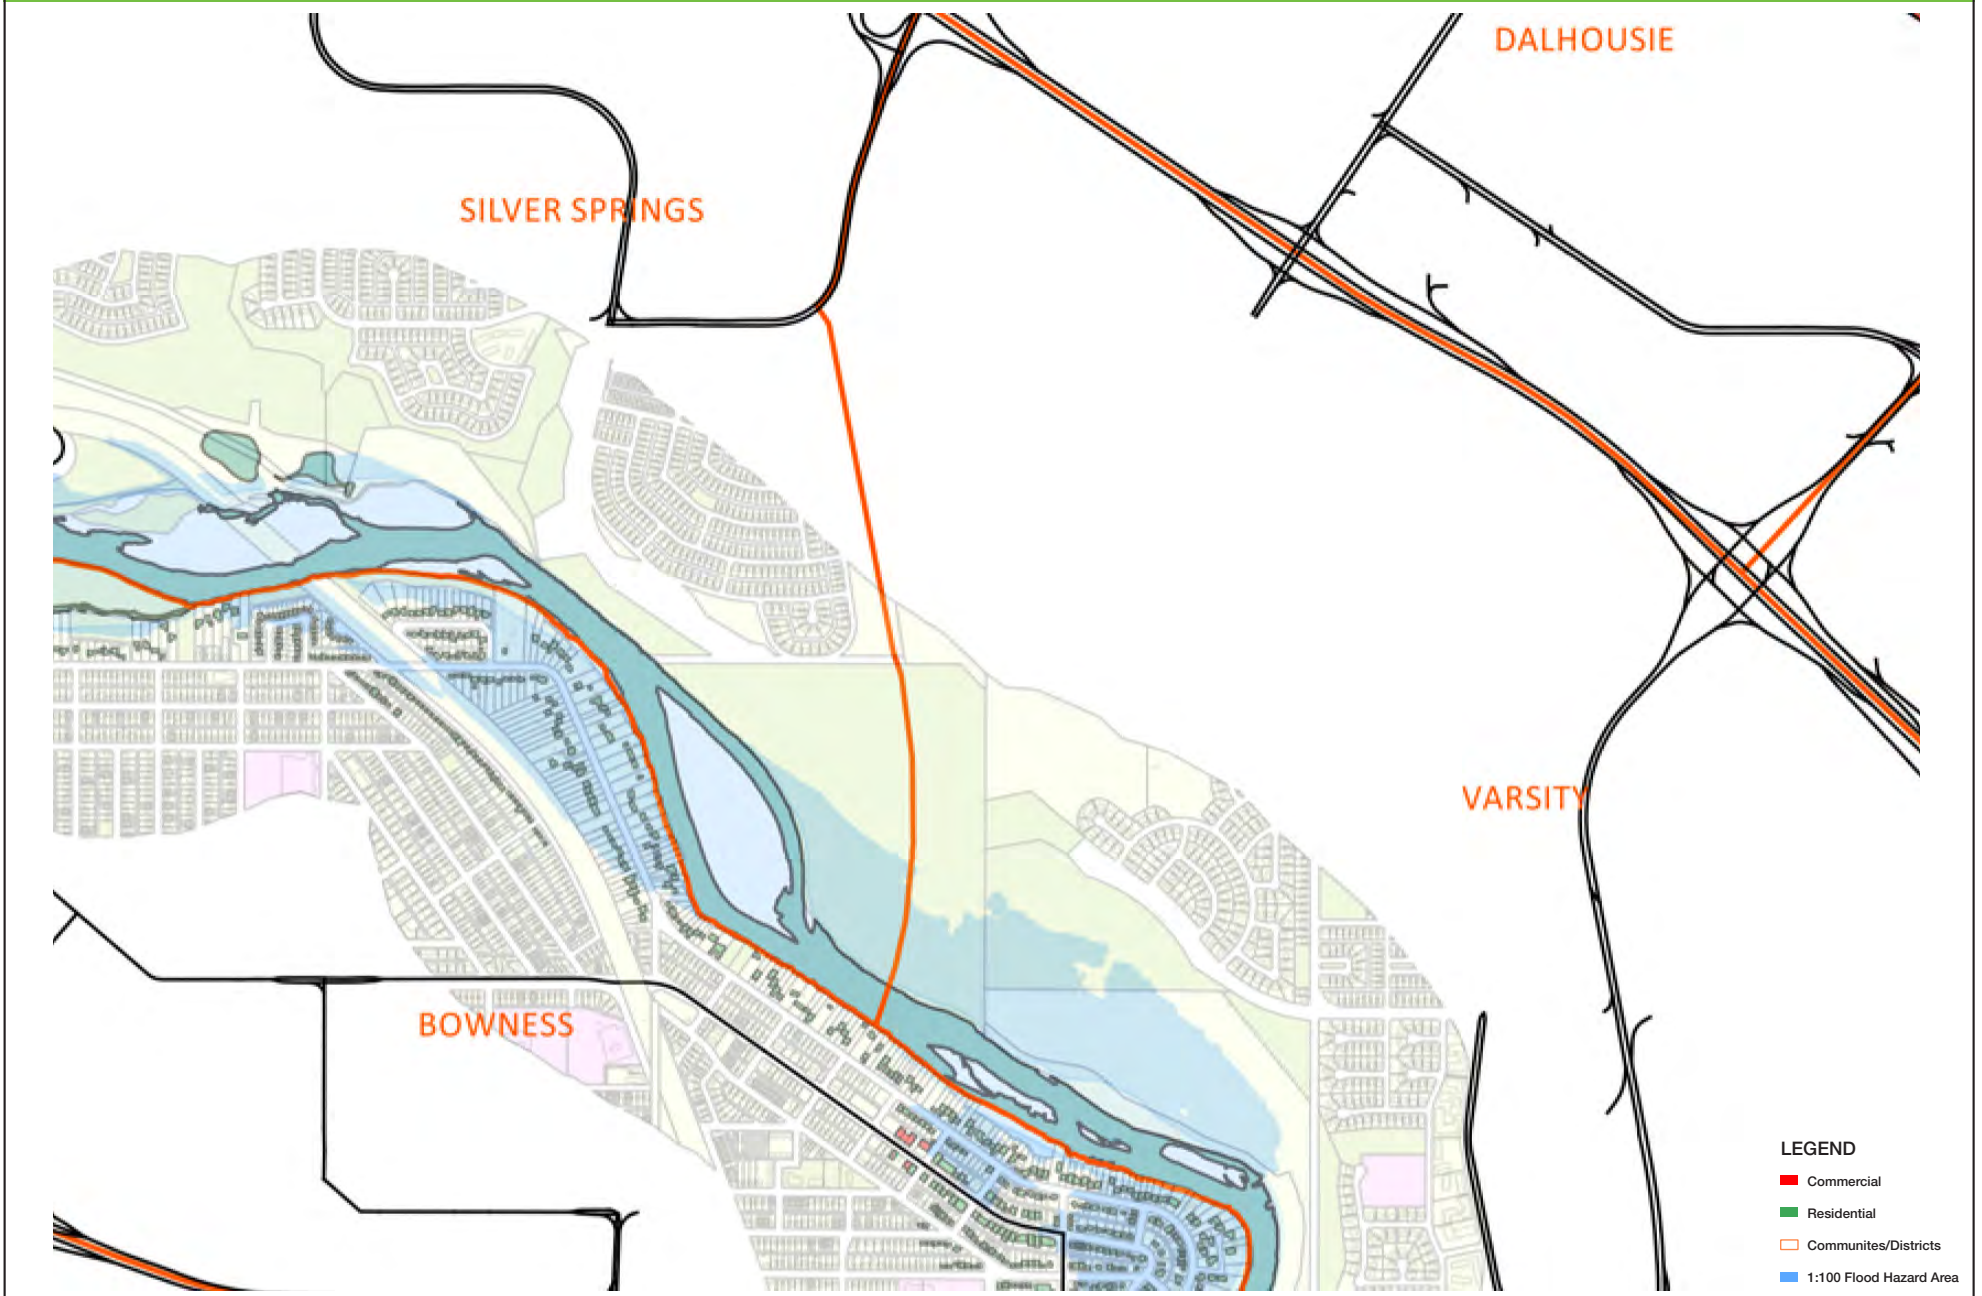 DALHOUSIE
SILVER SPRINGS
VARSITY
BOWNESS
LEGEND
Commercial
Residential
Communites/Districts
1:100 Flood Hazard Area